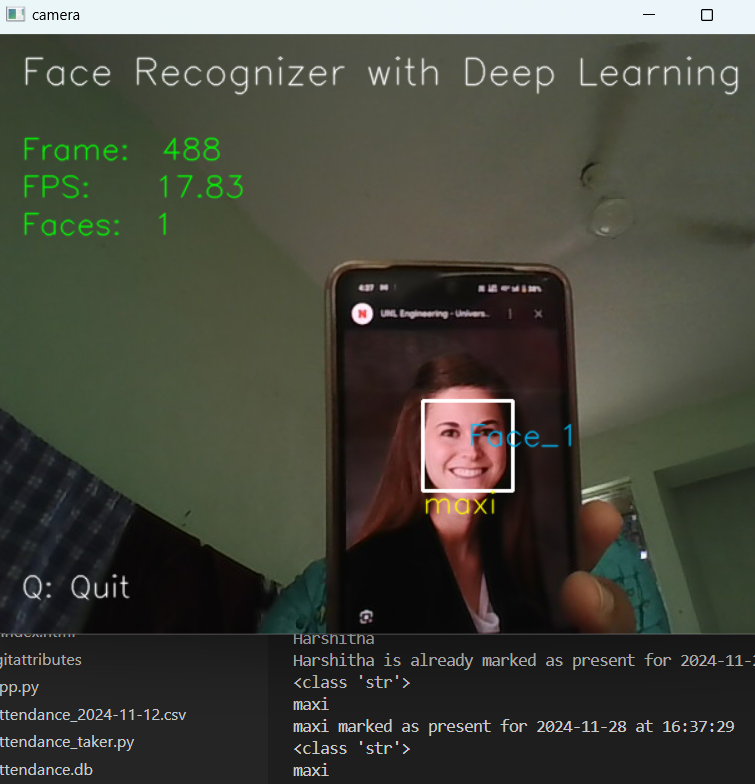 camera
Face Recognizer with Deep Learning
Frame: 488
FPS: 17.83
Faces: 1
4:37
UNL Engineering - Univers..
Face_1
maxi
Q: Quit
index.html
gitattributes
pp.py
ttendance_2024-11-12.csv
ttendance_taker.py
ttendance.db
Harshitha
Harshitha is already marked as present for 2024-11-2
<class 'str'>
maxi
maxi marked as present for 2024-11-28 at 16:37:29
<class 'str'>
maxi